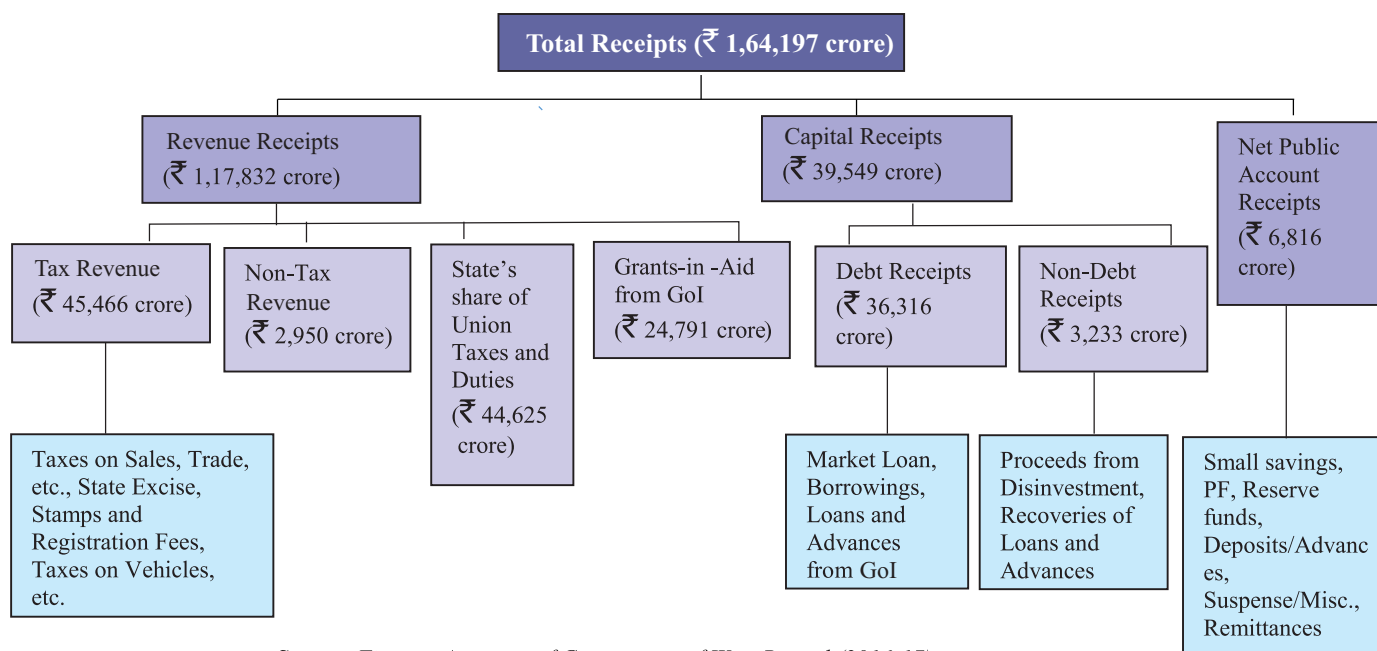 Total Receipts (₹ 1,64,197 crore)
Revenue Receipts
(₹ 1,17,832 crore)
Capital Receipts
(₹ 39,549 crore)
Net Public
Account
Receipts
(₹ 6,816
crore)
Tax Revenue
(₹ 45,466 crore)
Non-Tax
Revenue
(₹ 2,950 crore)
State's
share of
Union
Taxes and
Duties
(₹ 44,625
crore)
Grants-in -Aid
from GoI
(₹ 24,791 crore)
Debt Receipts
(₹ 36,316
crore)
Non-Debt
Receipts
(₹ 3,233 crore)
Taxes on Sales, Trade,
etc., State Excise,
Stamps and
Registration Fees,
Taxes on Vehicles,
etc.
Market Loan,
Borrowings,
Loans and
Advances
from GoI
Proceeds from
Disinvestment,
Recoveries of
Loans and
Advances
Small savings,
PF, Reserve
funds,
Deposits/Advanc
es,
Suspense/Misc.,
Remittances